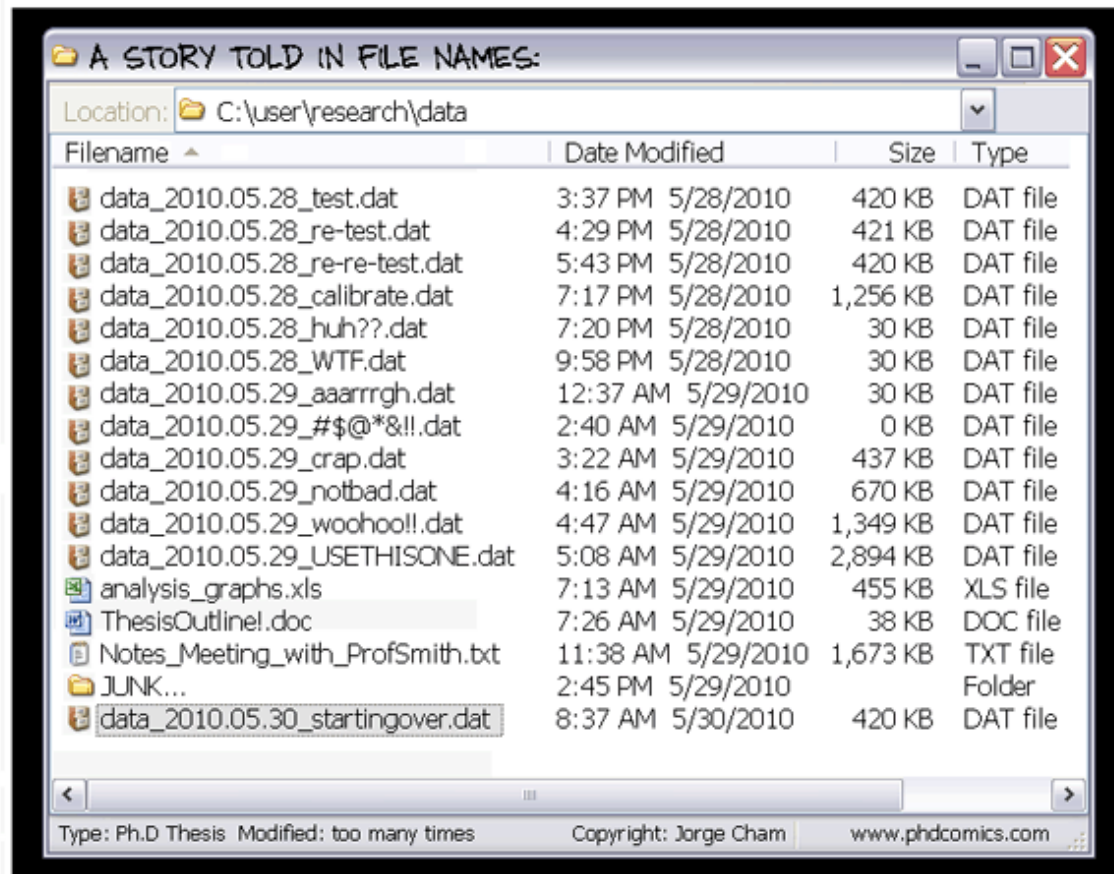 A STORY TOLD IN FILE NAMES:
Location: C:\user\research\data
Filename Date Modified Size Type
data_2010.05.28_test.dat 3:37 PM 5/28/2010 420 KB DAT file
data_2010.05.28_re-test.dat 4:29 PM 5/28/2010 421 KB DAT file
data_2010.05.28_re-re-test.dat 5:43 PM 5/28/2010 420 KB DAT file
data_2010.05.28_calibrate.dat 7:17 PM 5/28/2010 1,256 KB DAT file
data_2010.05.28_huh??.dat 7:20 PM 5/28/2010 30 KB DAT file
data_2010.05.28_WTF.dat 9:58 PM 5/28/2010 30 KB DAT file
data_2010.05.29_aaarrrgh.dat 12:37 AM 5/29/2010 30 KB DAT file
data_2010.05.29_#$@*&!!.dat 2:40 AM 5/29/2010 0 KB DAT file
data_2010.05.29_crap.dat 3:22 AM 5/29/2010 437 KB DAT file
data_2010.05.29_notbad.dat 4:16 AM 5/29/2010 670 KB DAT file
data_2010.05.29_woohoo!!.dat 4:47 AM 5/29/2010 1,349 KB DAT file
data_2010.05.29_USETHISONE.dat 5:08 AM 5/29/2010 2,894 KB DAT file
analysis_graphs.xls 7:13 AM 5/29/2010 455 KB XLS file
ThesisOutline!.doc 7:26 AM 5/29/2010 38 KB DOC file
Notes_Meeting_with_ProfSmith.txt 11:38 AM 5/29/2010 1,673 KB TXT file
JUNK... 2:45 PM 5/29/2010 Folder
data_2010.05.30_startingover.dat 8:37 AM 5/30/2010 420 KB DAT file
Type: Ph.D Thesis Modified: too many times Copyright: Jorge Cham www.phdcomics.com